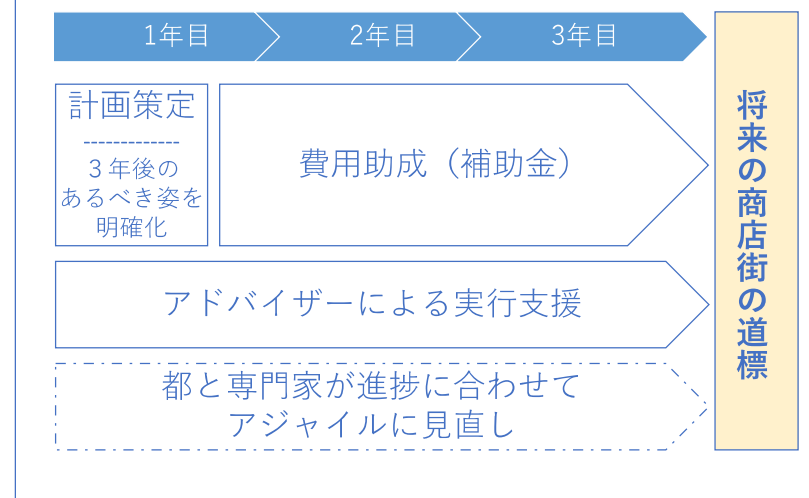 1年目
2年目
3年目
計画策定
３年後の
あるべき姿を
明確化
費用助成（補助金）
アドバイザーによる実行支援
都と専門家が進捗に合わせて
アジャイルに見直し
将来の商店街の道標